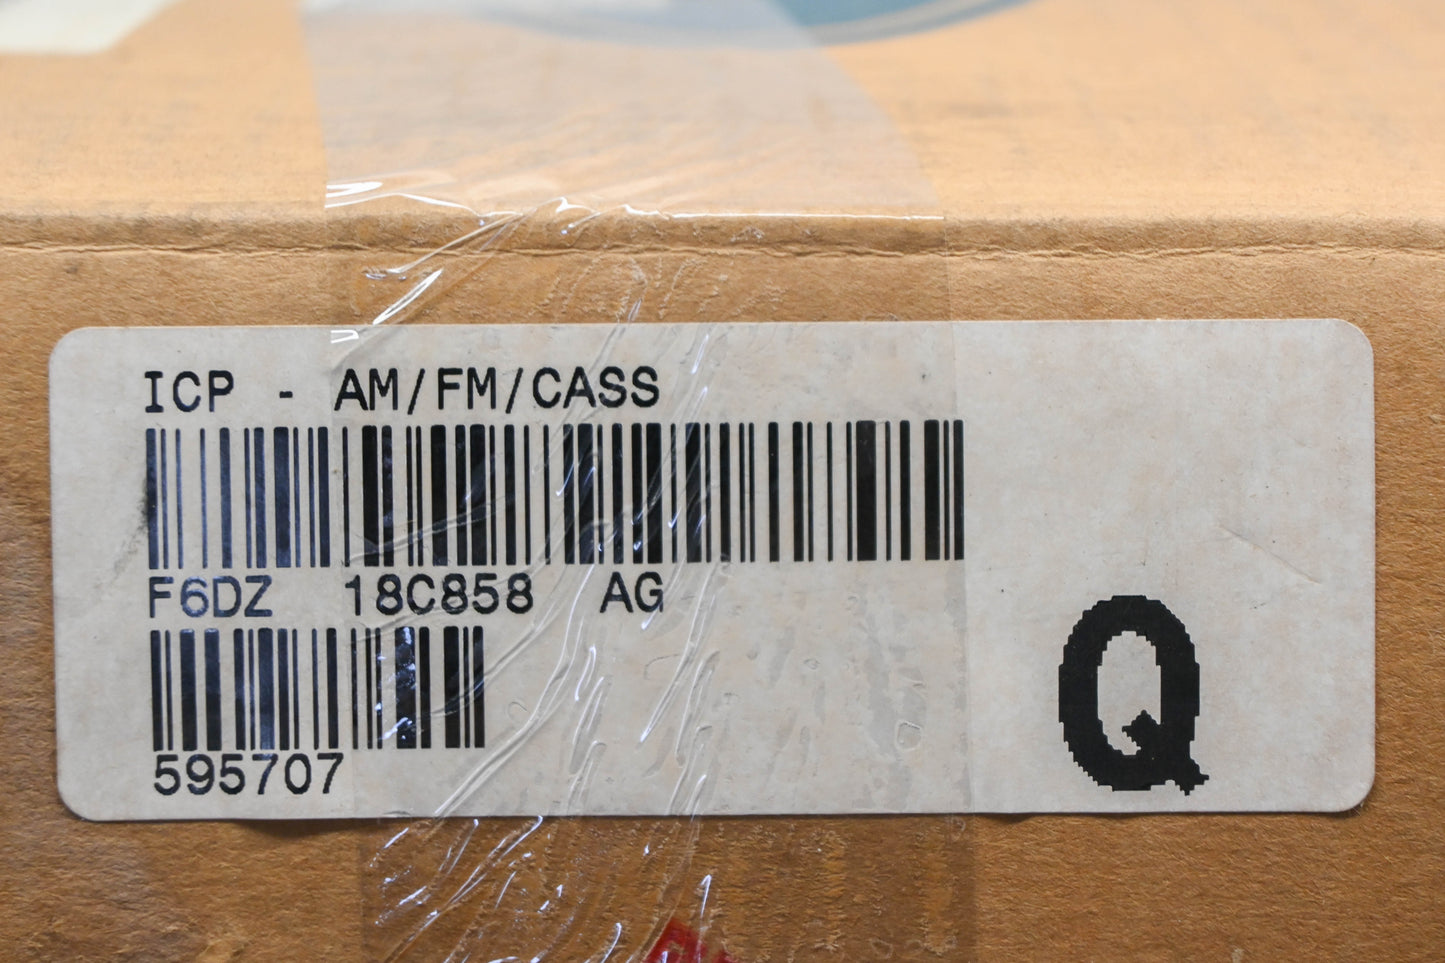 ICP - AM/FM/CASS
F6DZ 18C858 AG
595707
Q